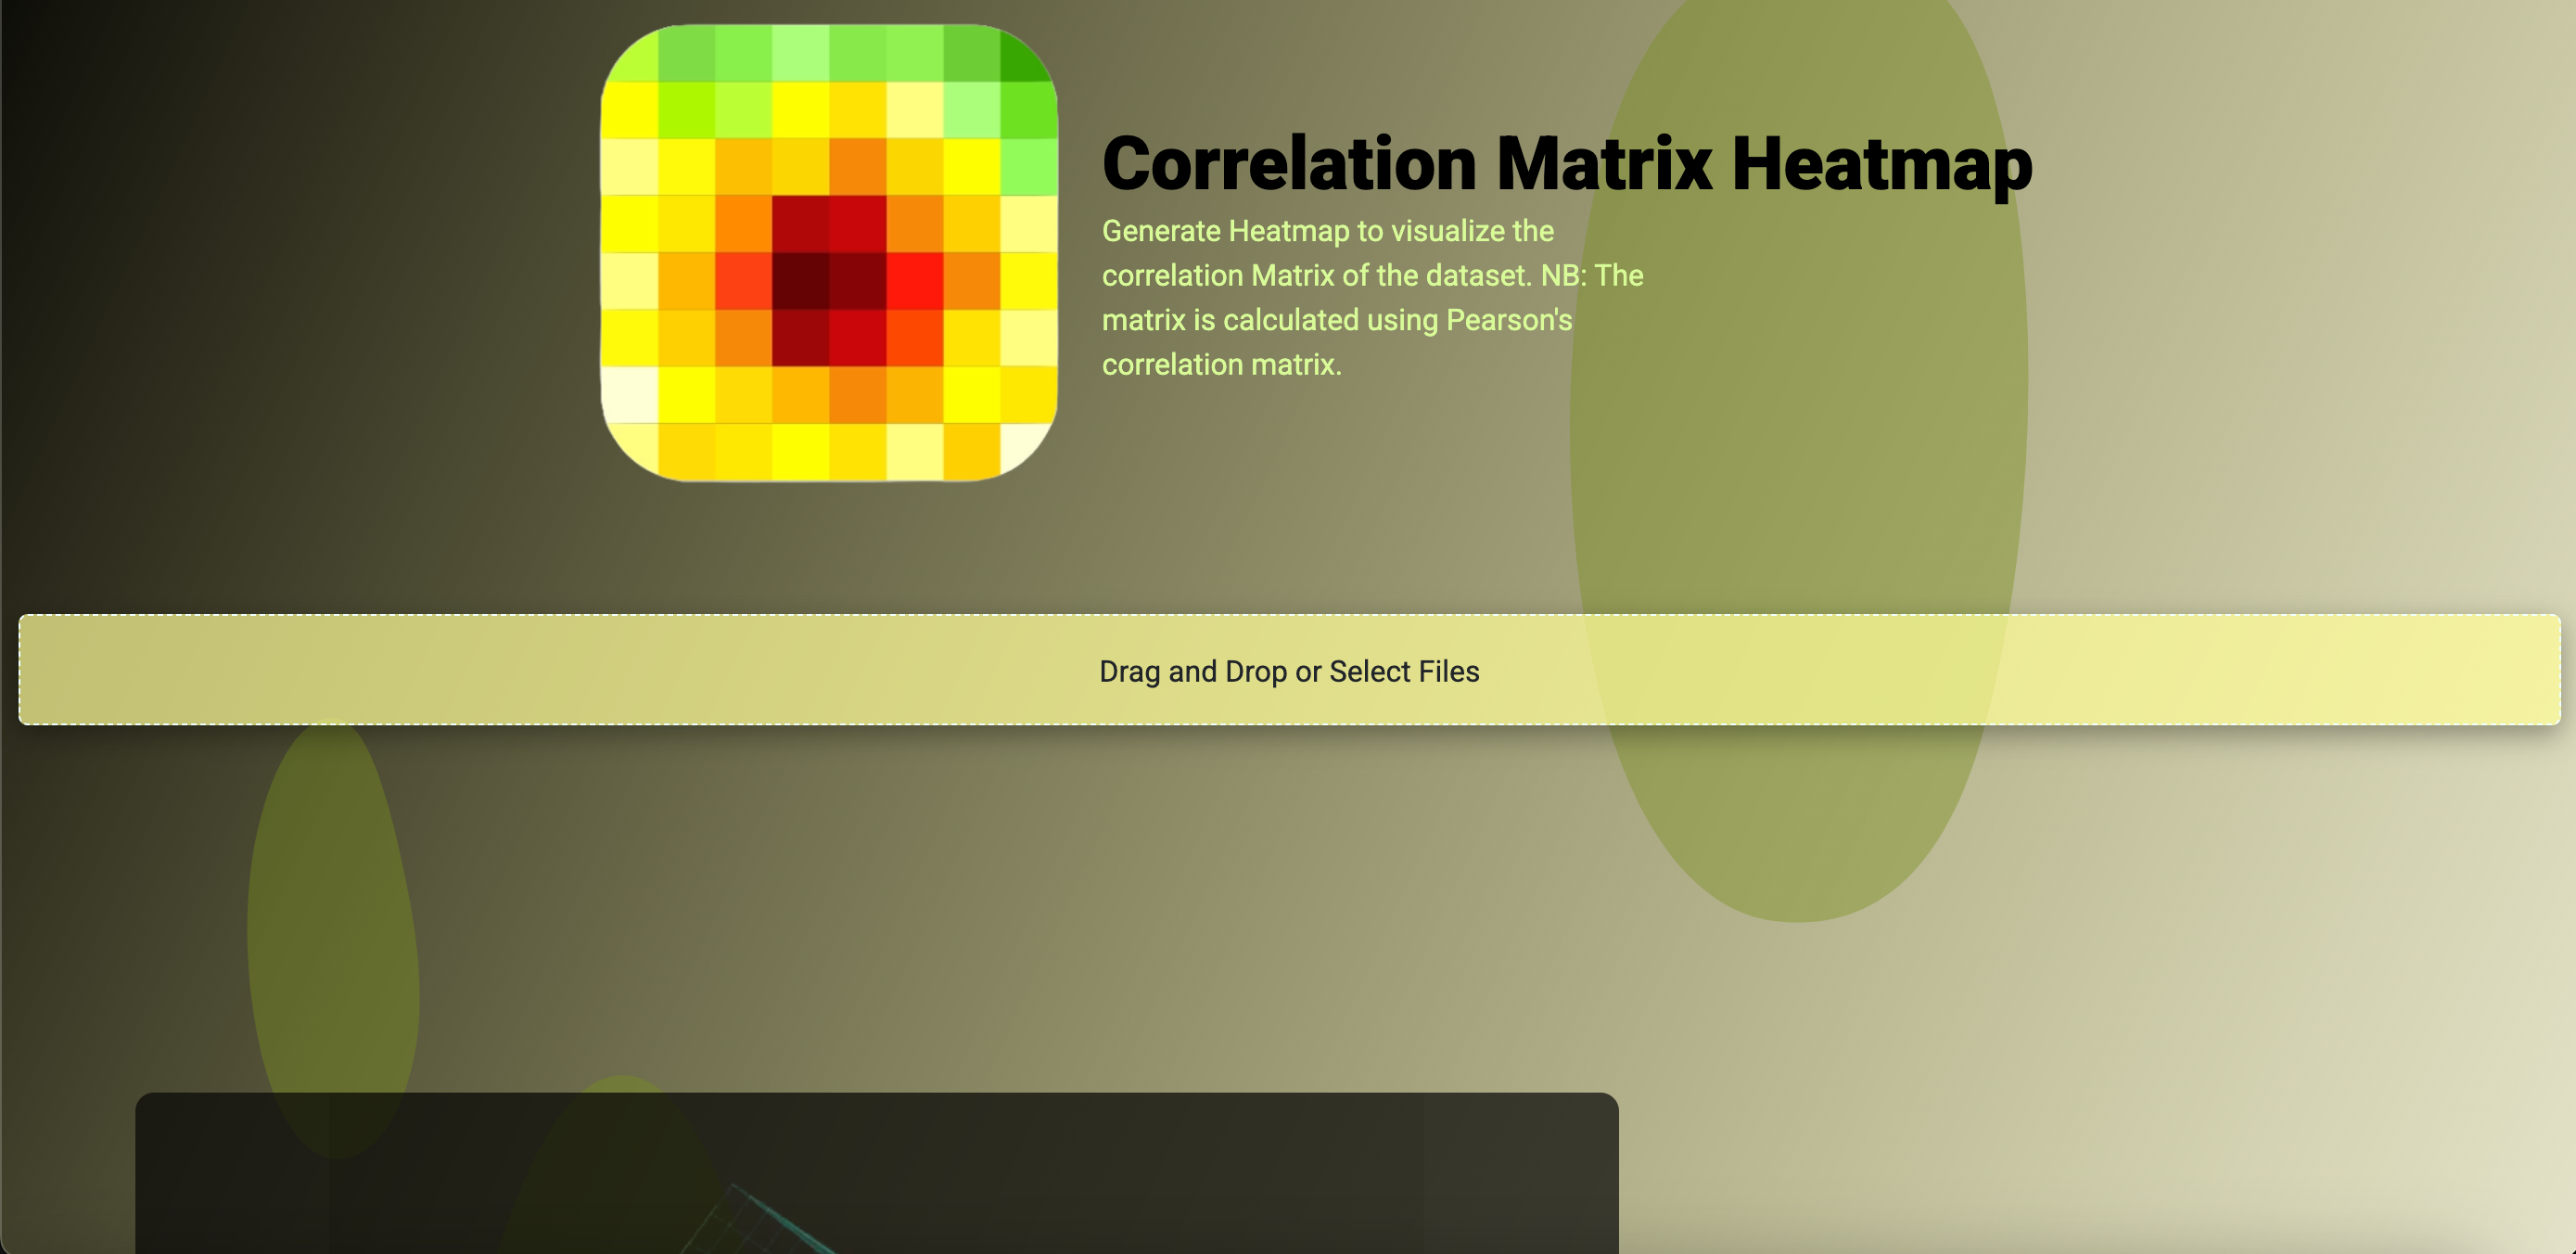 Correlation Matrix Heatmap
Generate Heatmap to visualize the
correlation Matrix of the dataset. NB: The
matrix is calculated using Pearson's
correlation matrix.
Drag and Drop or Select Files